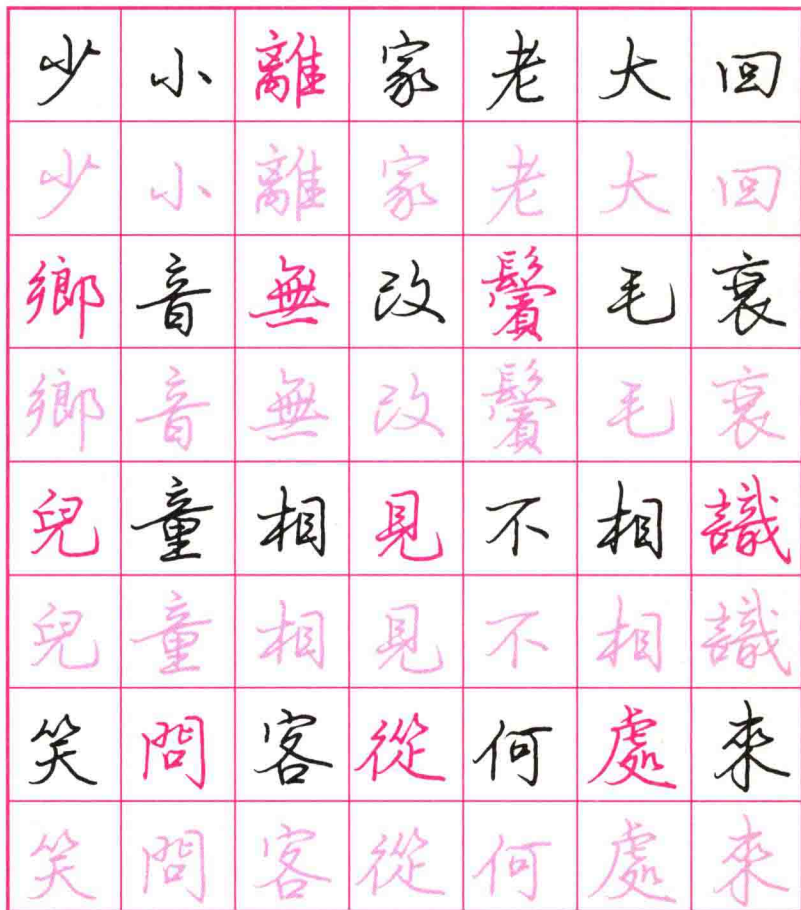 少小離家老大回
少小離家老大回
鄉音無改鬢毛衰
鄉音無改鬢毛衰
兒童相見不相識
兒童相見不相識
笑問客從何處來
笑問客從何處來